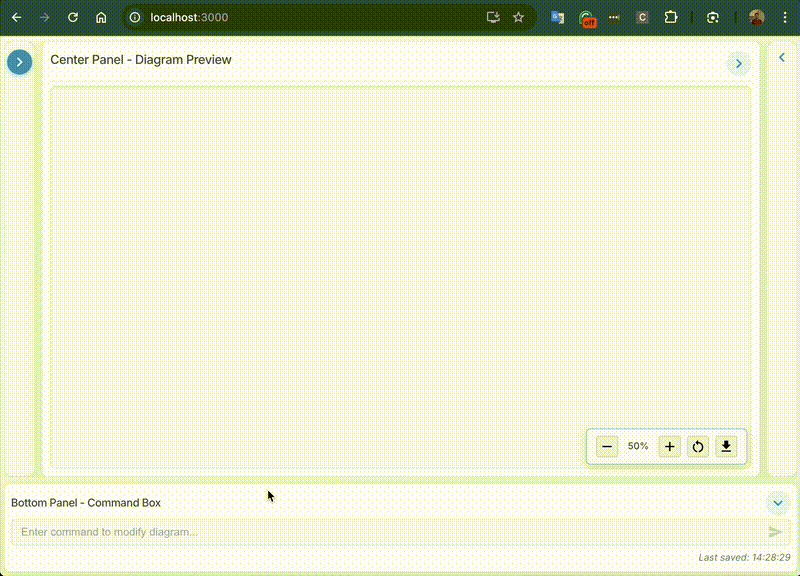 localhost:3000
off
C
Center Panel - Diagram Preview
50%
Bottom Panel - Command Box
Enter command to modify diagram...
Last saved: 14:28:29